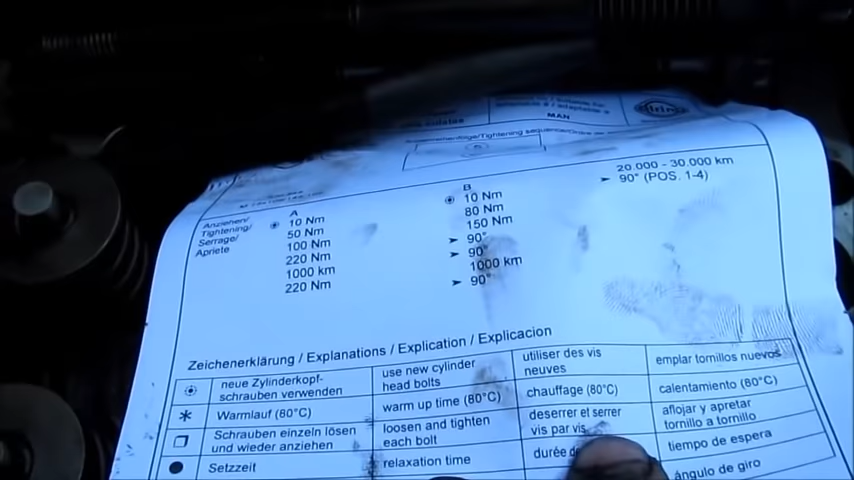 MAN
Anziehen/
Tightening/
Serrage/
Apriete
A
10 Nm
50 Nm
100 Nm
220 Nm
1000 km
220 Nm
B
10 Nm
80 Nm
150 Nm
90°
90°
1000 km
90°
20.000 - 30.000 km
90° (POS. 1-4)
Zeichenerklärung / Explanations / Explication / Explicación
neue Zylinderkopf-
schrauben verwenden
use new cylinder
head bolts
utiliser des vis
neuves
emplar tornillos nuevos
Warmlauf (80°C)
warm up time (80°C)
chauffage (80°C)
calentamiento (80°C)
Schrauben einzeln lösen
und wieder anziehen
loosen and tighten
each bolt
deserrer et serrer
vis par vis
aflojar y apretar
tornillo a tornillo
Setzzeit
relaxation time
durée
tiempo de espera
ángulo de giro